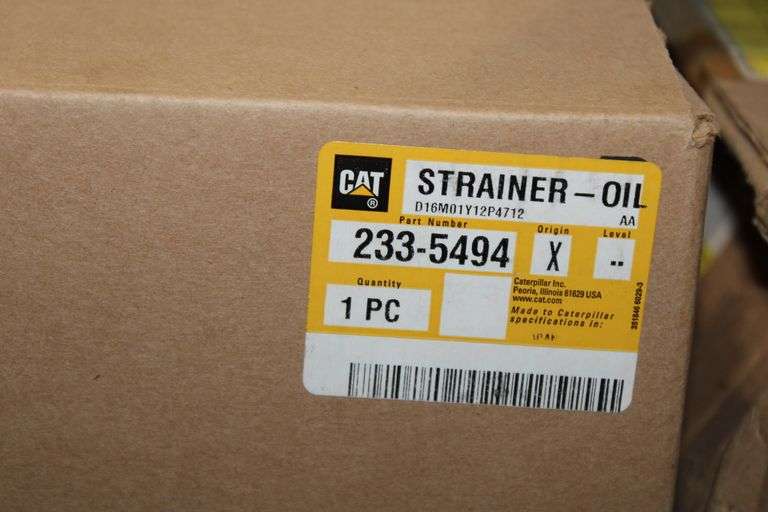 CAT®
STRAINER-OIL
D16M01Y12P4712
AA
Part Number
Origin
Level
233-5494
X
..
Quantity
1 PC
Caterpillar Inc.
Peoria, Illinois 61629 USA
www.cat.com
Made to Caterpillar
specifications in: